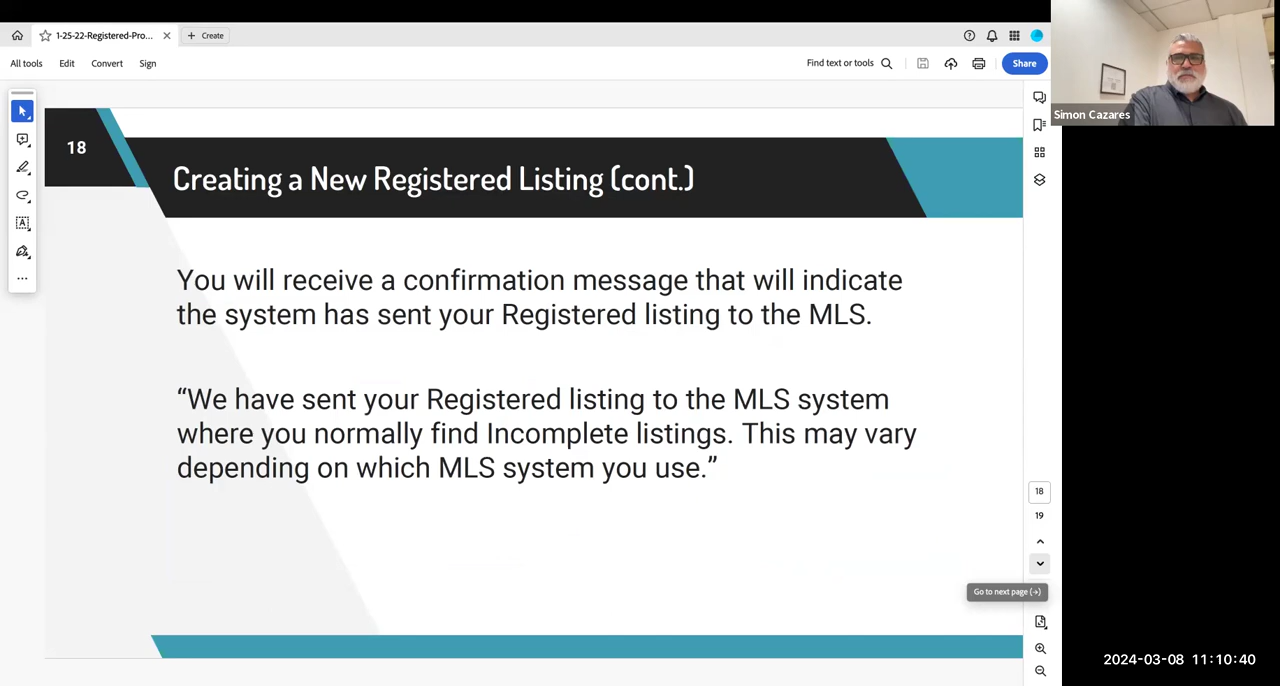 1-25-22-Registered-Pro...
Create
All tools
Edit
Convert
Sign
Find text or tools
Share
Simon Cazares
18
Creating a New Registered Listing (cont.)
You will receive a confirmation message that will indicate
the system has sent your Registered listing to the MLS.
“We have sent your Registered listing to the MLS system
where you normally find Incomplete listings. This may vary
depending on which MLS system you use.”
18
19
Go to next page (→)
2024-03-08 11:10:40